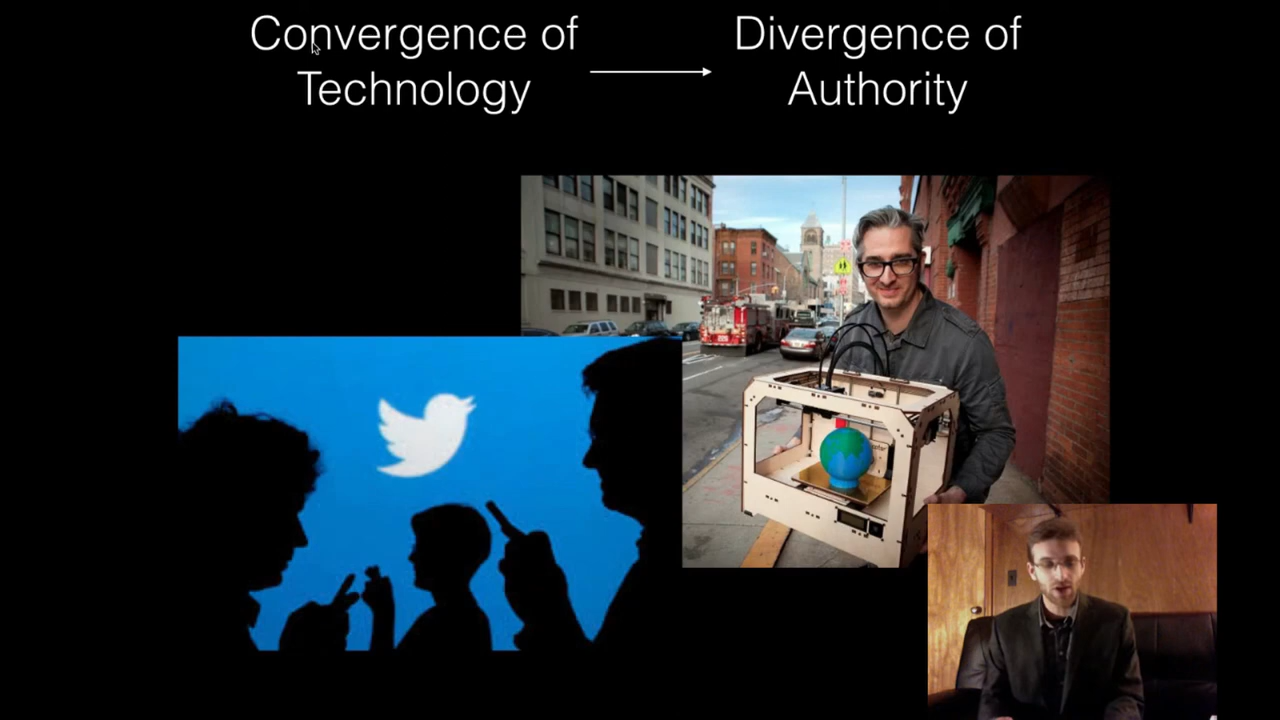 Convergence of
Technology
Divergence of
Authority